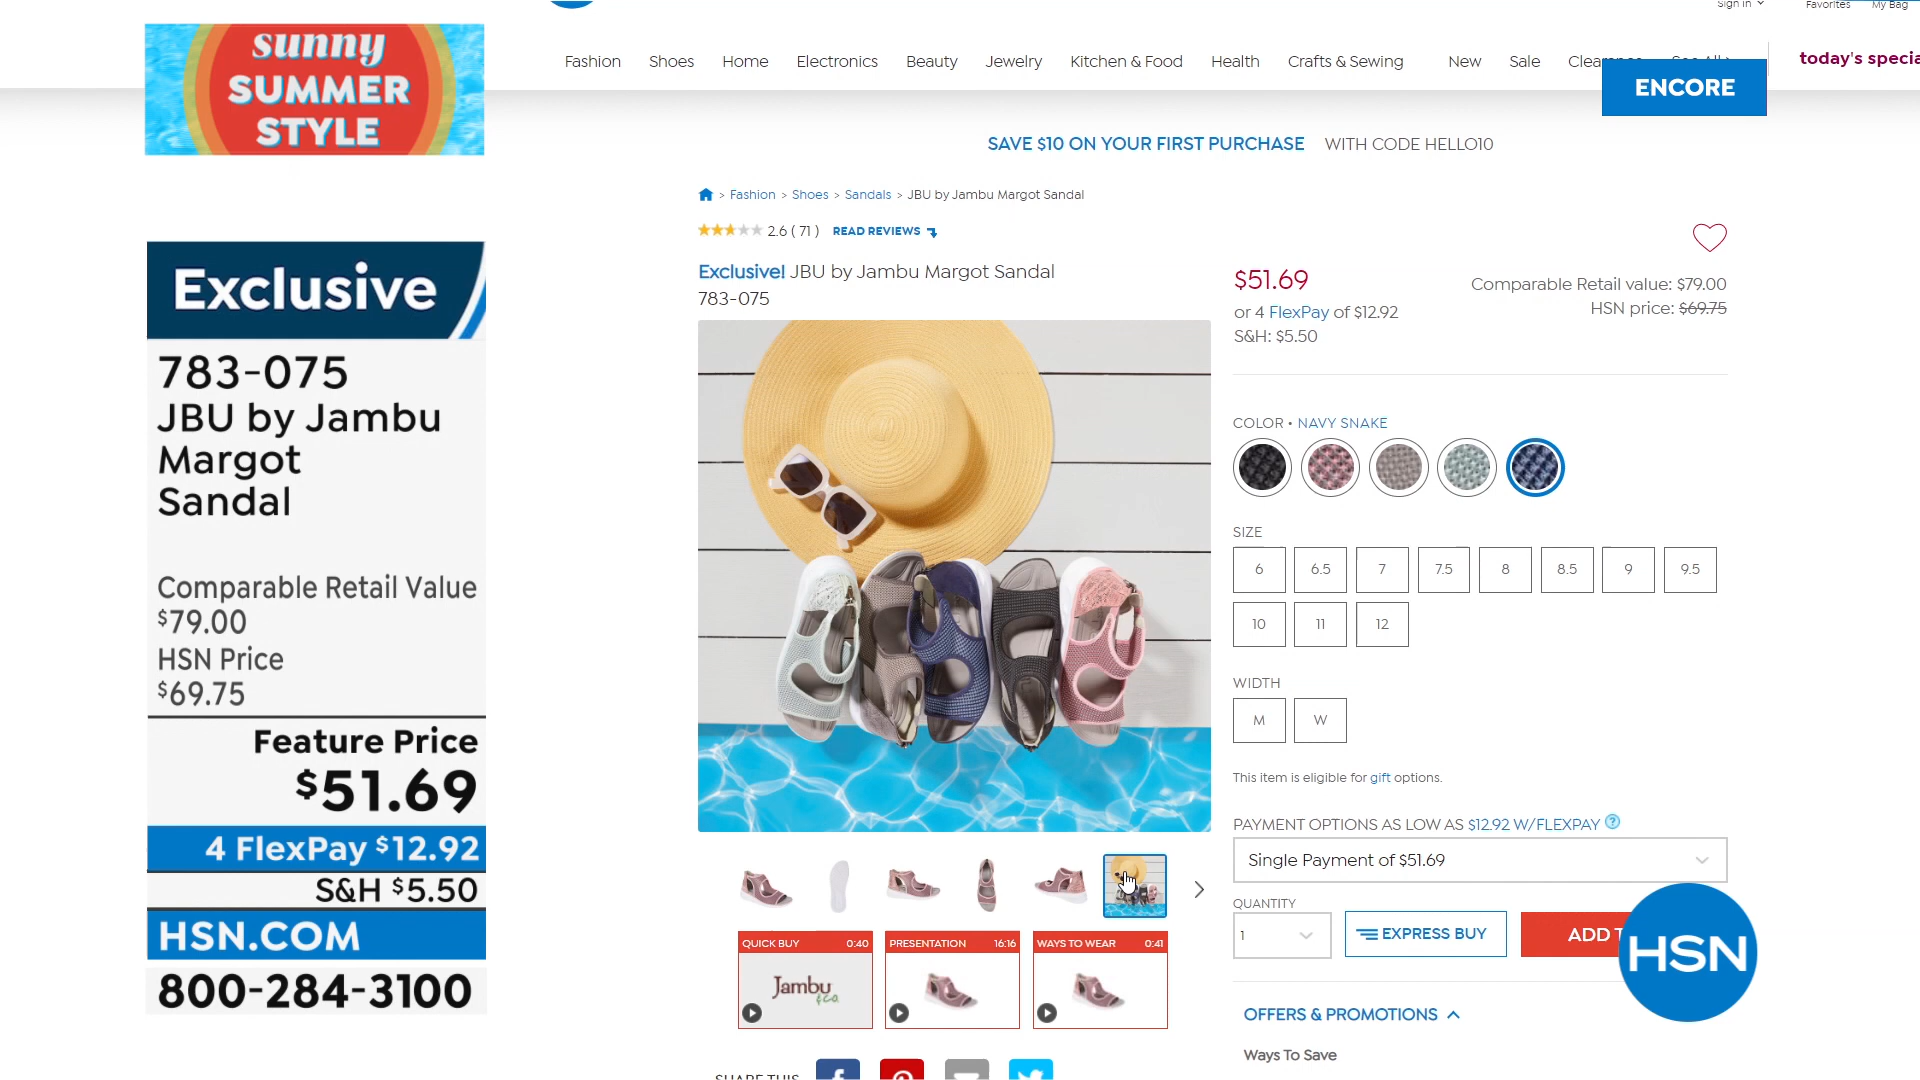 Sign in
Favorites
My Bag
sunny
SUMMER
STYLE
Fashion
Shoes
Home
Electronics
Beauty
Jewelry
Kitchen & Food
Health
Crafts & Sewing
New
Sale
today's specia
ENCORE
SAVE $10 ON YOUR FIRST PURCHASE WITH CODE HELLO10
> Fashion > Shoes > Sandals > JBU by Jambu Margot Sandal
2.6 ( 71 ) READ REVIEWS
Exclusive! JBU by Jambu Margot Sandal
783-075
$51.69
or 4 FlexPay of $12.92
S&H: $5.50
Comparable Retail value: $79.00
HSN price: $69.75
COLOR • NAVY SNAKE
SIZE
6 6.5 7 7.5 8 8.5 9 9.5
10 11 12
WIDTH
M W
This item is eligible for gift options.
PAYMENT OPTIONS AS LOW AS $12.92 W/FLEXPAY ?
Single Payment of $51.69
QUANTITY
1
EXPRESS BUY
ADD T
HSN
OFFERS & PROMOTIONS
Ways To Save
QUICK BUY 0:40
Jambu
& CO.
PRESENTATION 16:16
WAYS TO WEAR 0:41
SHARE THIS
Exclusive
783-075
JBU by Jambu
Margot
Sandal
Comparable Retail Value
$79.00
HSN Price
$69.75
Feature Price
$51.69
4 FlexPay $12.92
S&H $5.50
HSN.COM
800-284-3100